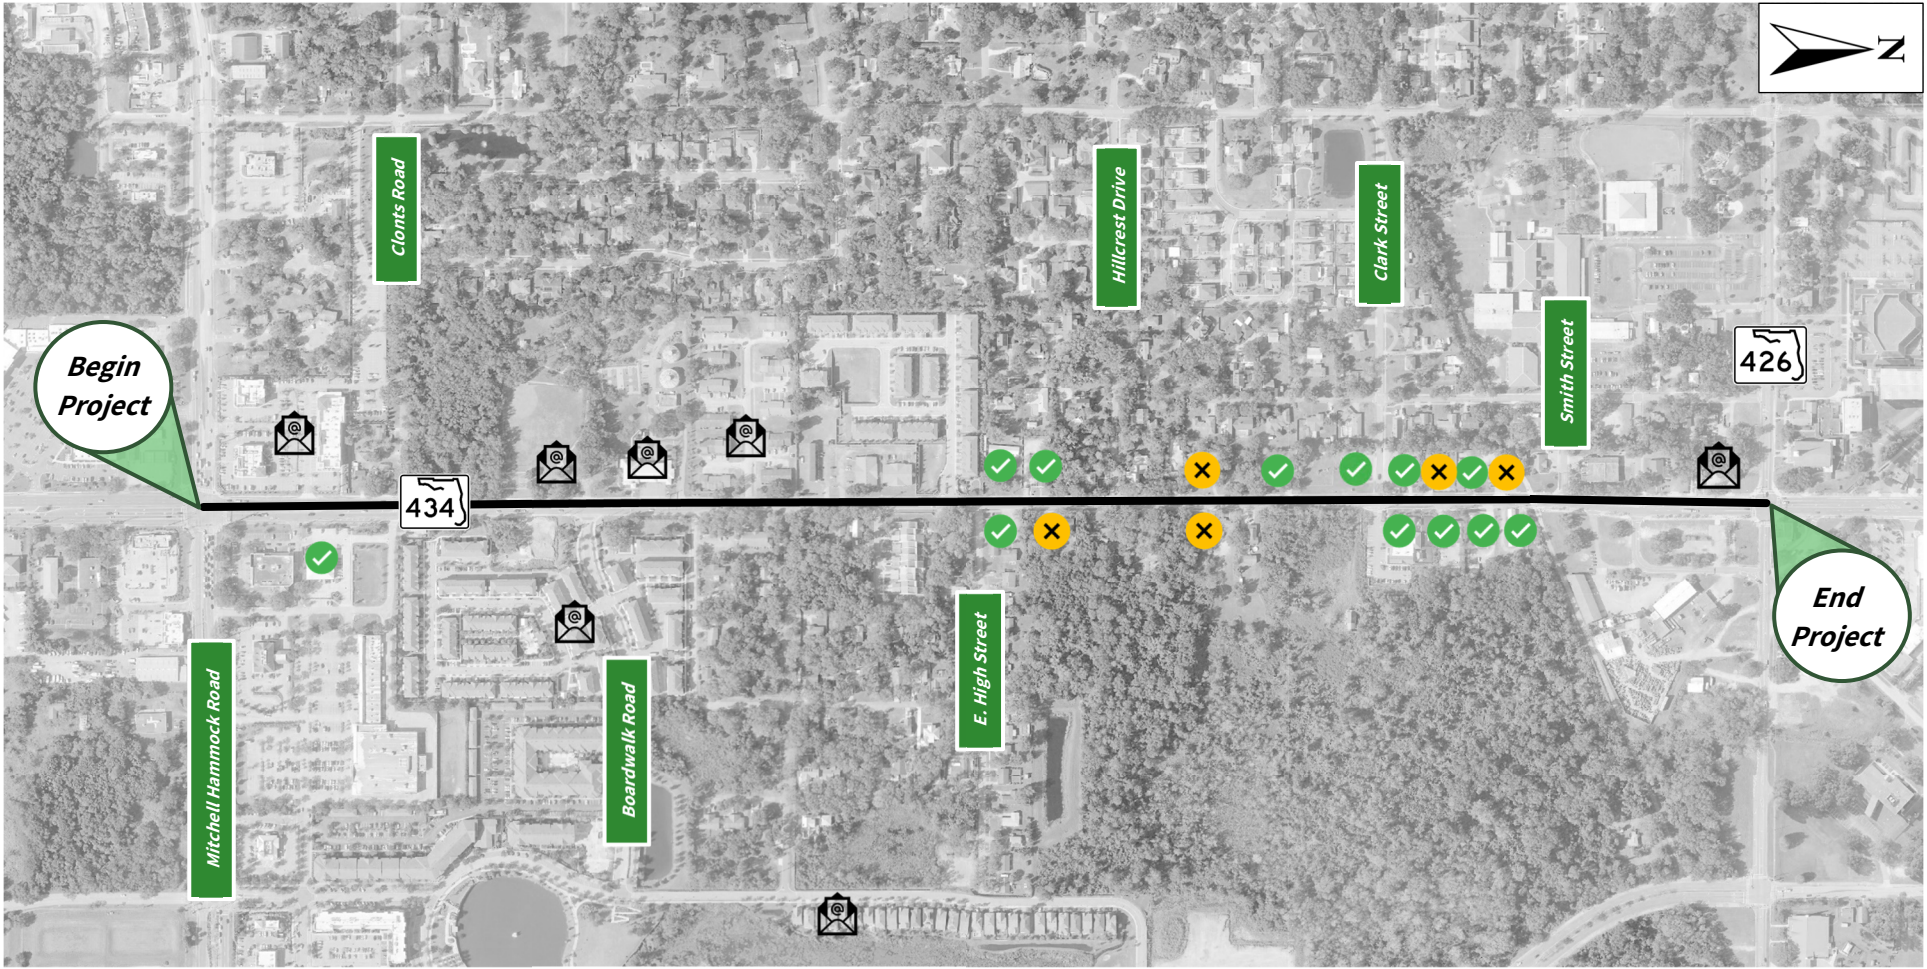 N
Clonts Road
Hillcrest Drive
Clark Street
Smith Street
426
Begin
Project
@
@
@
@
@
434
End
Project
@
E. High Street
Boardwalk Road
Mitchell Hammock Road
@